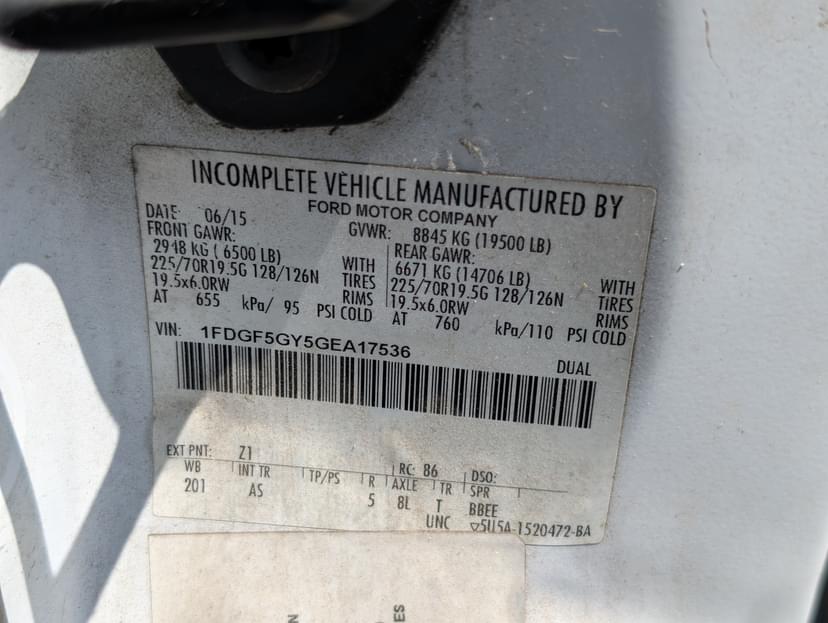 INCOMPLETE VEHICLE MANUFACTURED BY
FORD MOTOR COMPANY
DATE: 06/15 GVWR: 8845 KG (19500 LB)
FRONT GAWR: REAR GAWR:
2948 KG ( 6500 LB) WITH 6671 KG (14706 LB) WITH
225/70R19.5G 128/126N TIRES 225/70R19.5G 128/126N TIRES
19.5x6.0RW RIMS 19.5x6.0RW RIMS
AT 655 kPa/ 95 PSI COLD AT 760 kPa/110 PSI COLD
VIN: 1FDGF5GY5GEA17536 DUAL
EXT PNT: Z1 RC: 86 DSO:
WB INT TR TP/PS R AXLE TR SPR
201 AS 5 8L T BBEE
UNC ▽5U5A-1520472-BA
N
ES